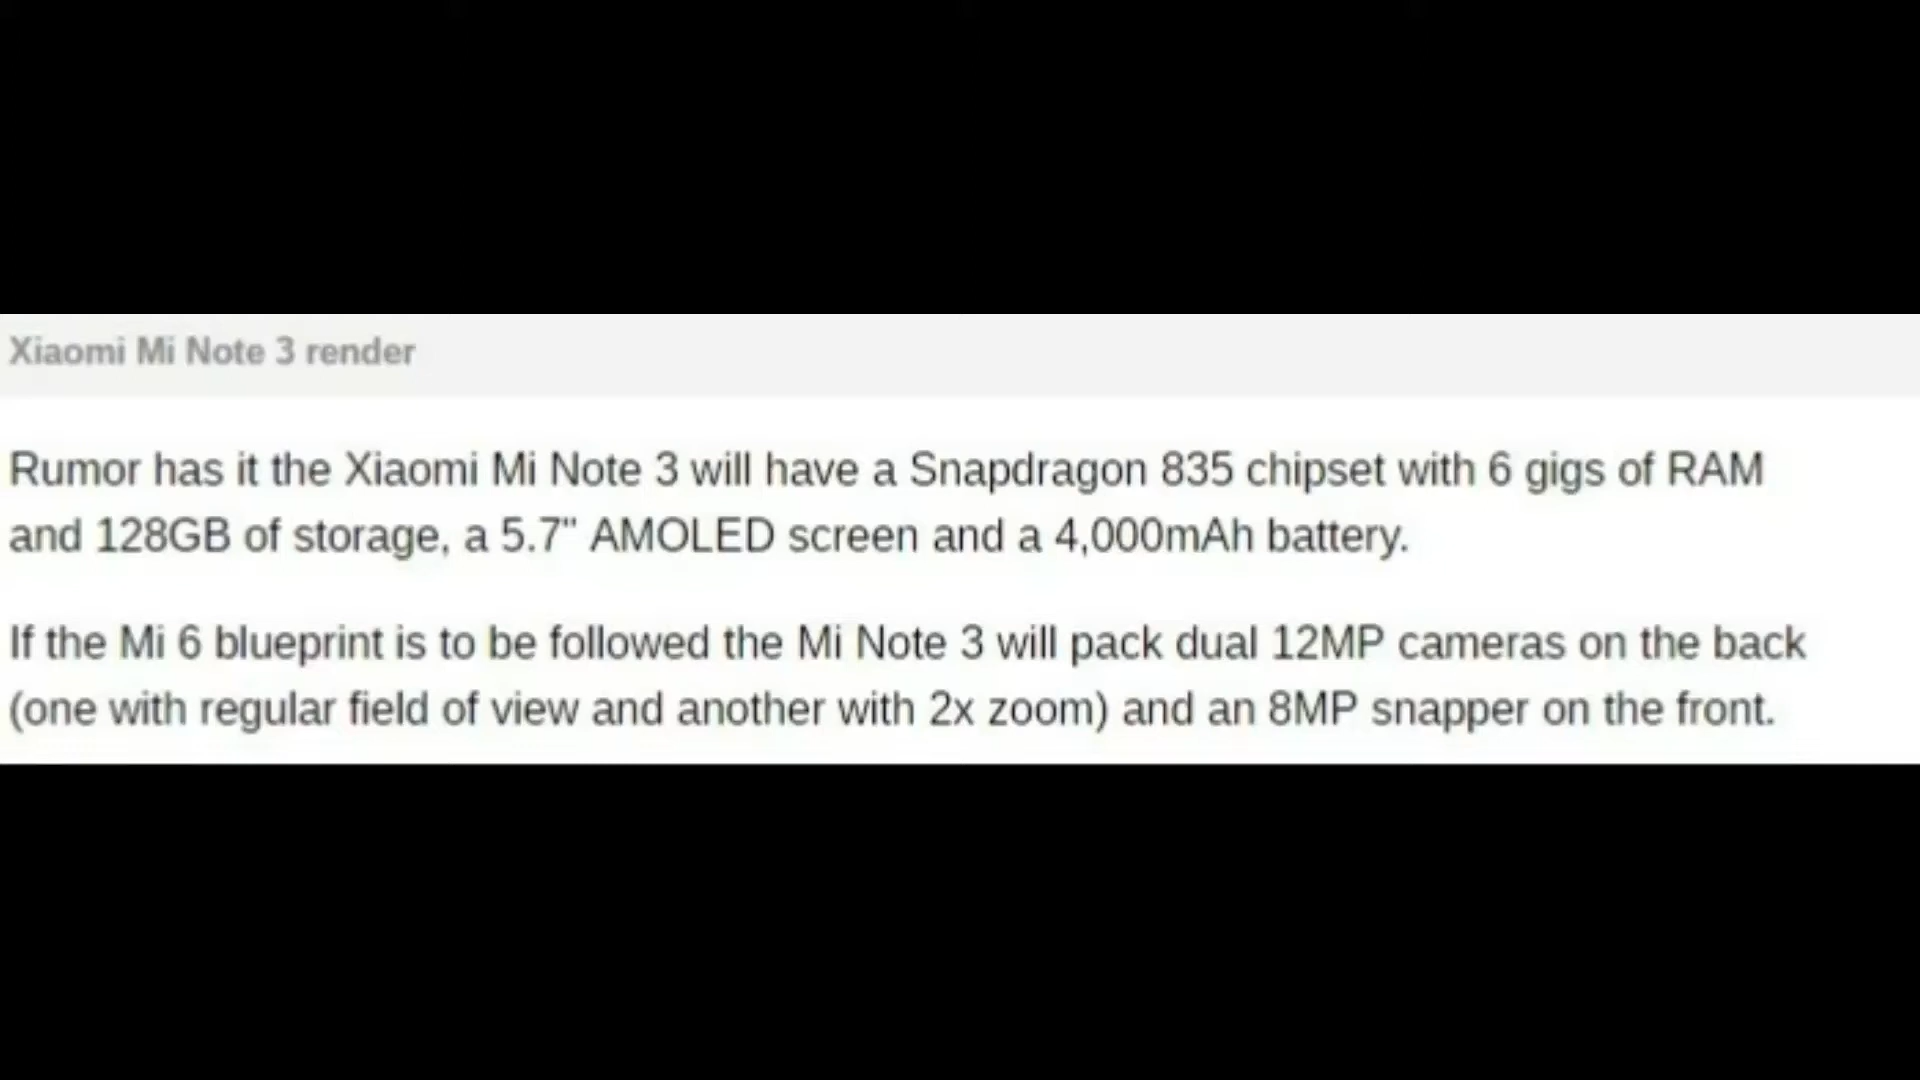 Xiaomi Mi Note 3 render
Rumor has it the Xiaomi Mi Note 3 will have a Snapdragon 835 chipset with 6 gigs of RAM
and 128GB of storage, a 5.7" AMOLED screen and a 4,000mAh battery.
If the Mi 6 blueprint is to be followed the Mi Note 3 will pack dual 12MP cameras on the back
(one with regular field of view and another with 2x zoom) and an 8MP snapper on the front.